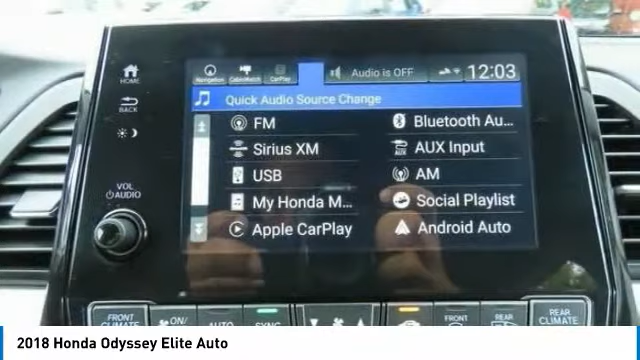 HOME
BACK
VOL
AUDIO
Navigation CabinWatch CarPlay Audio is OFF 12:03
Quick Audio Source Change
FM
Bluetooth Au...
Sirius XM
AUX Input
USB
AM
My Honda M...
Social Playlist
Apple CarPlay
Android Auto
FRONT CLIMATE
ON/
AUTO
SYNC
FRONT
REAR
REAR CLIMATE
2018 Honda Odyssey Elite Auto